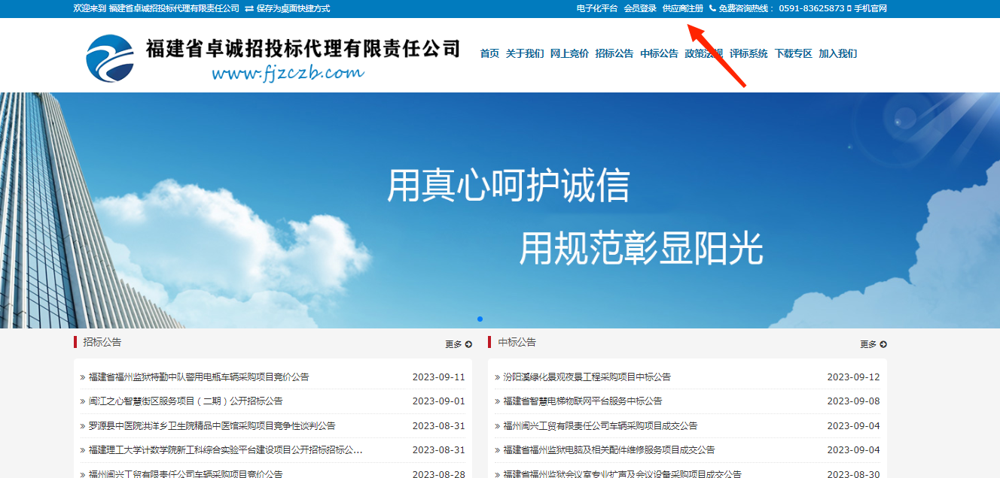 欢迎来到 福建省卓诚招投标代理有限责任公司 保存为桌面快捷方式
电子化平台 会员登录 供应商注册 免费咨询热线： 0591-83625873 手机官网
福建省卓诚招投标代理有限责任公司
www.fjzczb.com
首页 关于我们 网上竞价 招标公告 中标公告 政策法规 评标系统 下载专区 加入我们
用真心呵护诚信
用规范彰显阳光
招标公告 更多
» 福建省福州监狱特勤中队警用电瓶车辆采购项目竞价公告 2023-09-11
» 闽江之心智慧街区服务项目（二期）公开招标公告 2023-09-01
» 罗源县中医院洪洋乡卫生院精品中医馆采购项目竞争性谈判公告 2023-08-31
» 福建理工大学计数学院新工科综合实验平台建设项目公开招标招标公... 2023-08-31
» 福州闽兴工贸有限责任公司车辆采购项目竞价公告 2023-08-28
中标公告 更多
» 汾阳溪绿化景观夜景工程采购项目中标公告 2023-09-12
» 福建省智慧电梯物联网平台服务中标公告 2023-09-08
» 福州闽兴工贸有限责任公司车辆采购项目成交公告 2023-09-04
» 福建省福州监狱电脑及相关配件维修服务项目成交公告 2023-09-04
» 福建省福州监狱会议室专业扩声及会议设备采购项目成交公告 2023-08-30